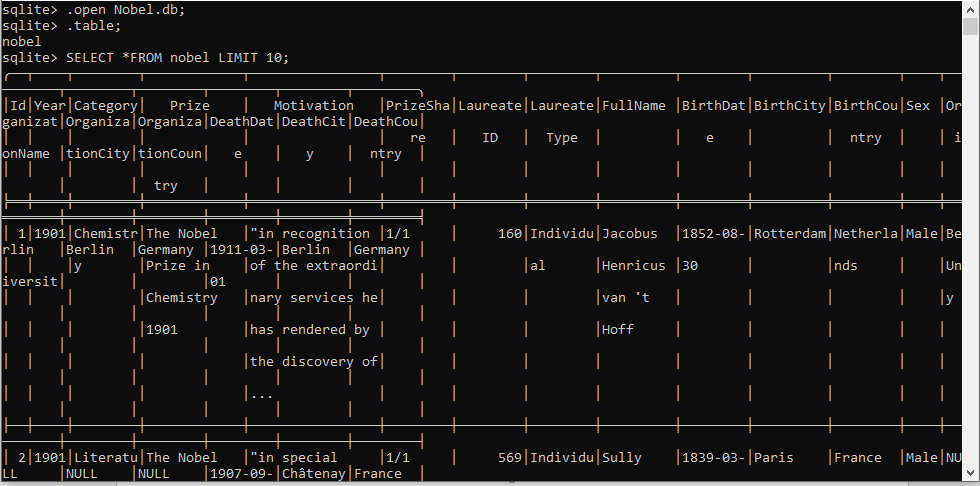 sqlite> .open Nobel.db;
sqlite> .table;
nobel
sqlite> SELECT *FROM nobel LIMIT 10;
|Id|Year|Category| Prize | Motivation |PrizeSha|Laureate|Laureate|FullName |BirthDat|BirthCity|BirthCou|Sex |Or
ganizat|Organiza|Organiza|DeathDat|DeathCit|DeathCou|
| | | | | | re | ID | Type | | e | | ntry | | i
onName |tionCity|tionCoun| e | y | ntry |
| | | | | | | | | | | | | |
| | try | | | |
| 1|1901|Chemistr|The Nobel |"in recognition |1/1 | 160|Individu|Jacobus |1852-08-|Rotterdam|Netherla|Male|Be
rlin |Berlin |Germany |1911-03-|Berlin |Germany |
| | |y |Prize in |of the extraordi| | |al |Henricus |30 | |nds | |Un
iversit| | |01 | | |
| | | |Chemistry |nary services he| | | |van 't | | | | |y
| | | | | |
| | | |1901 |has rendered by | | | |Hoff | | | | |
| | | | | |
| | | | |the discovery of| | | | | | | | |
| | | | | |
| | | | |... | | | | | | | | |
| | | | | |
| 2|1901|Literatu|The Nobel |"in special |1/1 | 569|Individu|Sully |1839-03-|Paris |France |Male|NU
LL |NULL |NULL |1907-09-|Châtenay|France |